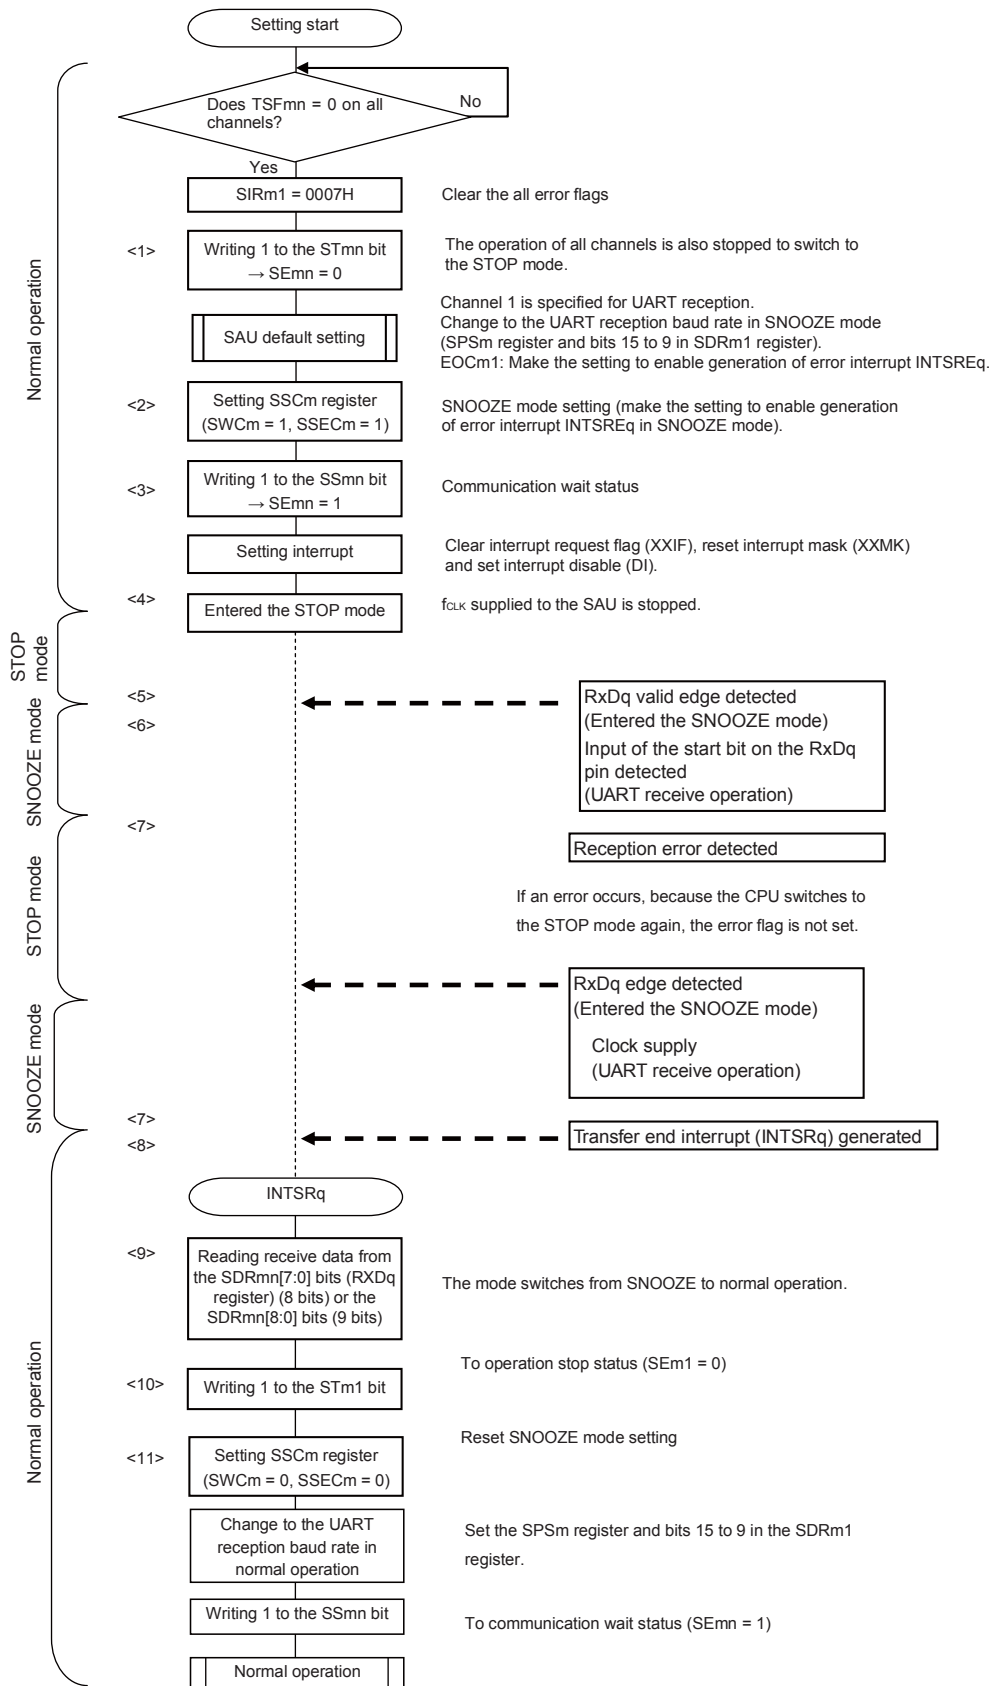 Setting start
Does TSFmn = 0 on all
channels?
No
Yes
SIRm1 = 0007H
Clear the all error flags
<1>
Writing 1 to the STmn bit
→ SEmn = 0
The operation of all channels is also stopped to switch to
the STOP mode.
Normal operation
SAU default setting
Channel 1 is specified for UART reception.
Change to the UART reception baud rate in SNOOZE mode
(SPSm register and bits 15 to 9 in SDRm1 register).
EOCm1: Make the setting to enable generation of error interrupt INTSREq.
<2>
Setting SSCm register
(SWCm = 1, SSECm = 1)
SNOOZE mode setting (make the setting to enable generation
of error interrupt INTSREq in SNOOZE mode).
<3>
Writing 1 to the SSmn bit
→ SEmn = 1
Communication wait status
Setting interrupt
Clear interrupt request flag (XXIF), reset interrupt mask (XXMK)
and set interrupt disable (DI).
<4>
Entered the STOP mode
fCLK supplied to the SAU is stopped.
STOP
mode
<5>
<6>
RxDq valid edge detected
(Entered the SNOOZE mode)
Input of the start bit on the RxDq
pin detected
(UART receive operation)
SNOOZE mode
<7>
Reception error detected
If an error occurs, because the CPU switches to
the STOP mode again, the error flag is not set.
STOP mode
RxDq edge detected
(Entered the SNOOZE mode)
Clock supply
(UART receive operation)
SNOOZE mode
<7>
<8>
Transfer end interrupt (INTSRq) generated
INTSRq
<9>
Reading receive data from
the SDRmn[7:0] bits (RXDq
register) (8 bits) or the
SDRmn[8:0] bits (9 bits)
The mode switches from SNOOZE to normal operation.
Normal operation
To operation stop status (SEm1 = 0)
<10>
Writing 1 to the STm1 bit
Reset SNOOZE mode setting
<11>
Setting SSCm register
(SWCm = 0, SSECm = 0)
Change to the UART
reception baud rate in
normal operation
Set the SPSm register and bits 15 to 9 in the SDRm1
register.
Writing 1 to the SSmn bit
To communication wait status (SEmn = 1)
Normal operation